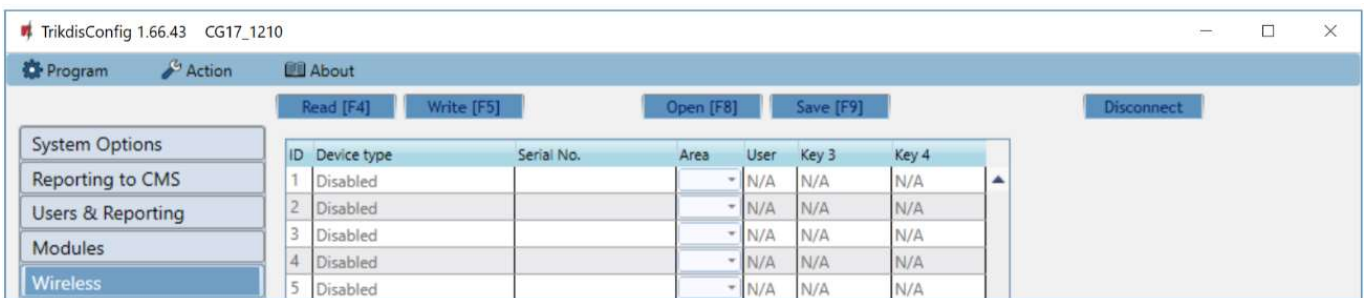 TrikdisConfig 1.66.43 CG17_1210
Program Action About
Read [F4] Write [F5] Open [F8] Save [F9] Disconnect
System Options
Reporting to CMS
Users & Reporting
Modules
Wireless
ID Device type Serial No. Area User Key 3 Key 4
1 Disabled N/A N/A N/A
2 Disabled N/A N/A N/A
3 Disabled N/A N/A N/A
4 Disabled N/A N/A N/A
5 Disabled N/A N/A N/A